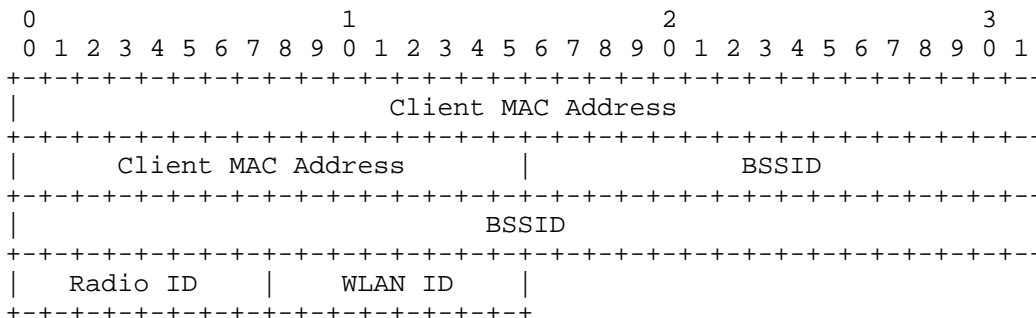 0                   1                   2                   3
 0 1 2 3 4 5 6 7 8 9 0 1 2 3 4 5 6 7 8 9 0 1 2 3 4 5 6 7 8 9 0 1
+-+-+-+-+-+-+-+-+-+-+-+-+-+-+-+-+-+-+-+-+-+-+-+-+-+-+-+-+-+-+-+--
|                       Client MAC Address
+-+-+-+-+-+-+-+-+-+-+-+-+-+-+-+-+-+-+-+-+-+-+-+-+-+-+-+-+-+-+-+--
|      Client MAC Address       |             BSSID
+-+-+-+-+-+-+-+-+-+-+-+-+-+-+-+-+-+-+-+-+-+-+-+-+-+-+-+-+-+-+-+--
|                             BSSID
+-+-+-+-+-+-+-+-+-+-+-+-+-+-+-+-+-+-+-+-+-+-+-+-+-+-+-+-+-+-+-+--
|   Radio ID    |    WLAN ID    |
+-+-+-+-+-+-+-+-+-+-+-+-+-+-+-+-+